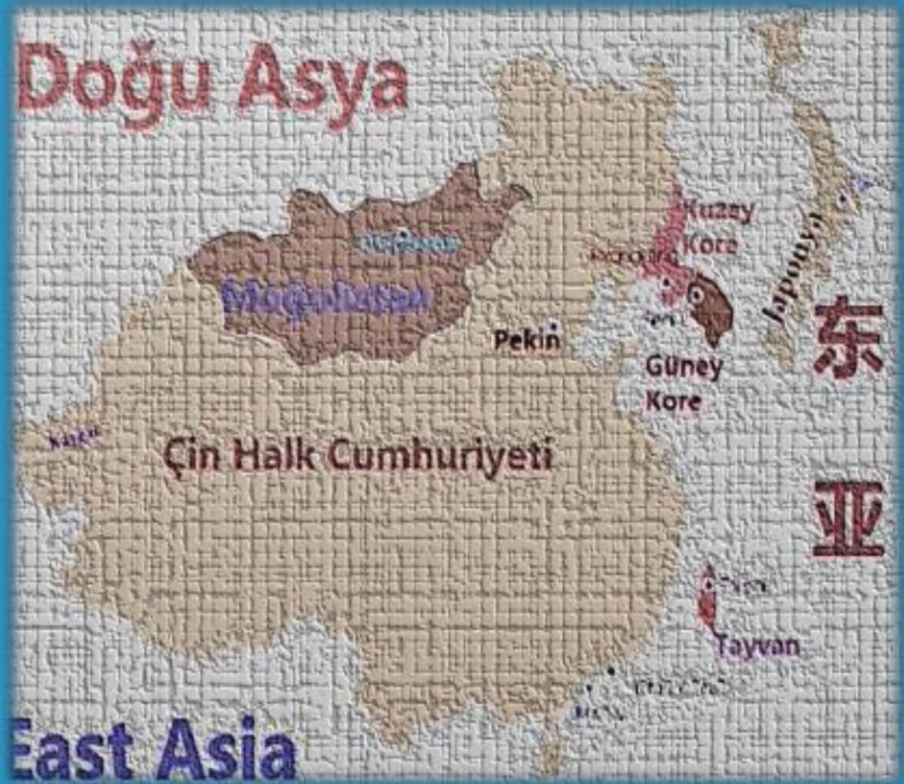 Doğu Asya
Kuzey
Kore
Japonya
Moğolistan
Pekin
Güney
Kore
东
亚
Çin Halk Cumhuriyeti
Tayvan
East Asia